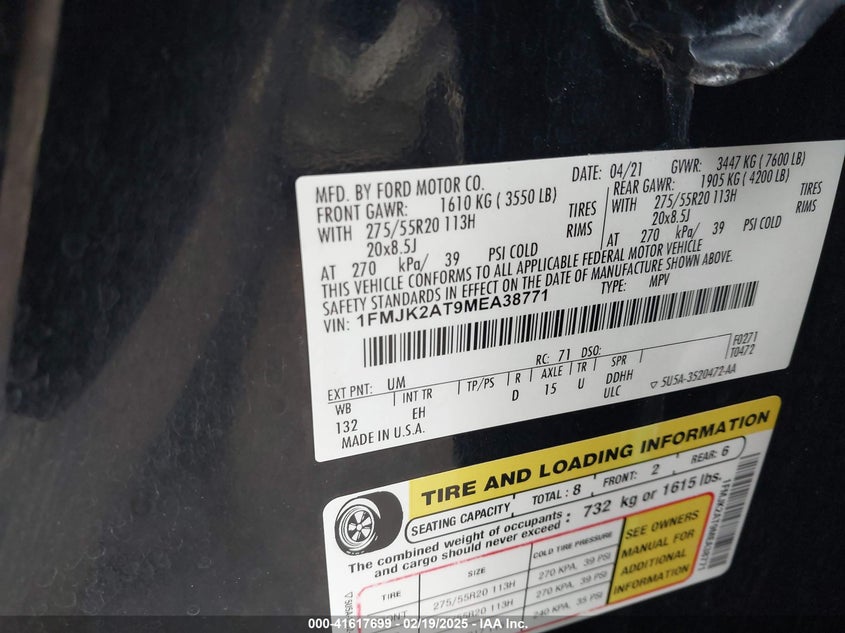 MFD. BY FORD MOTOR CO.
DATE: 04/21 GVWR: 3447 KG ( 7600 LB)
FRONT GAWR: 1610 KG ( 3550 LB)
REAR GAWR: 1905 KG ( 4200 LB)
WITH 275/55R20 113H TIRES
WITH 275/55R20 113H TIRES
20x8.5J RIMS
20x8.5J RIMS
AT 270 kPa/ 39 PSI COLD
AT 270 kPa/ 39 PSI COLD
THIS VEHICLE CONFORMS TO ALL APPLICABLE FEDERAL MOTOR VEHICLE
SAFETY STANDARDS IN EFFECT ON THE DATE OF MANUFACTURE SHOWN ABOVE.
VIN: 1FMJK2AT9MEA38771
TYPE: MPV
F0271
T0472
EXT PNT: UM RC: 71 DSO:
WB INT TR TP/PS R AXLE TR SPR
132 EH D 15 U DDHH
ULC
5U5A-3520472-AA
MADE IN U.S.A.
TIRE AND LOADING INFORMATION
SEATING CAPACITY TOTAL : 8 FRONT: 2 REAR: 6
The combined weight of occupants and cargo should never exceed : 732 kg or 1615 lbs.
TIRE SIZE COLD TIRE PRESSURE
275/55R20 113H 270 KPA, 39 PSI
270 KPA, 39 PSI
240 KPA, 35 PSI
SEE OWNERS
MANUAL FOR
ADDITIONAL
INFORMATION
1FMJK2AT9MEA38771
000-41617699 - 02/19/2025 - IAA Inc.